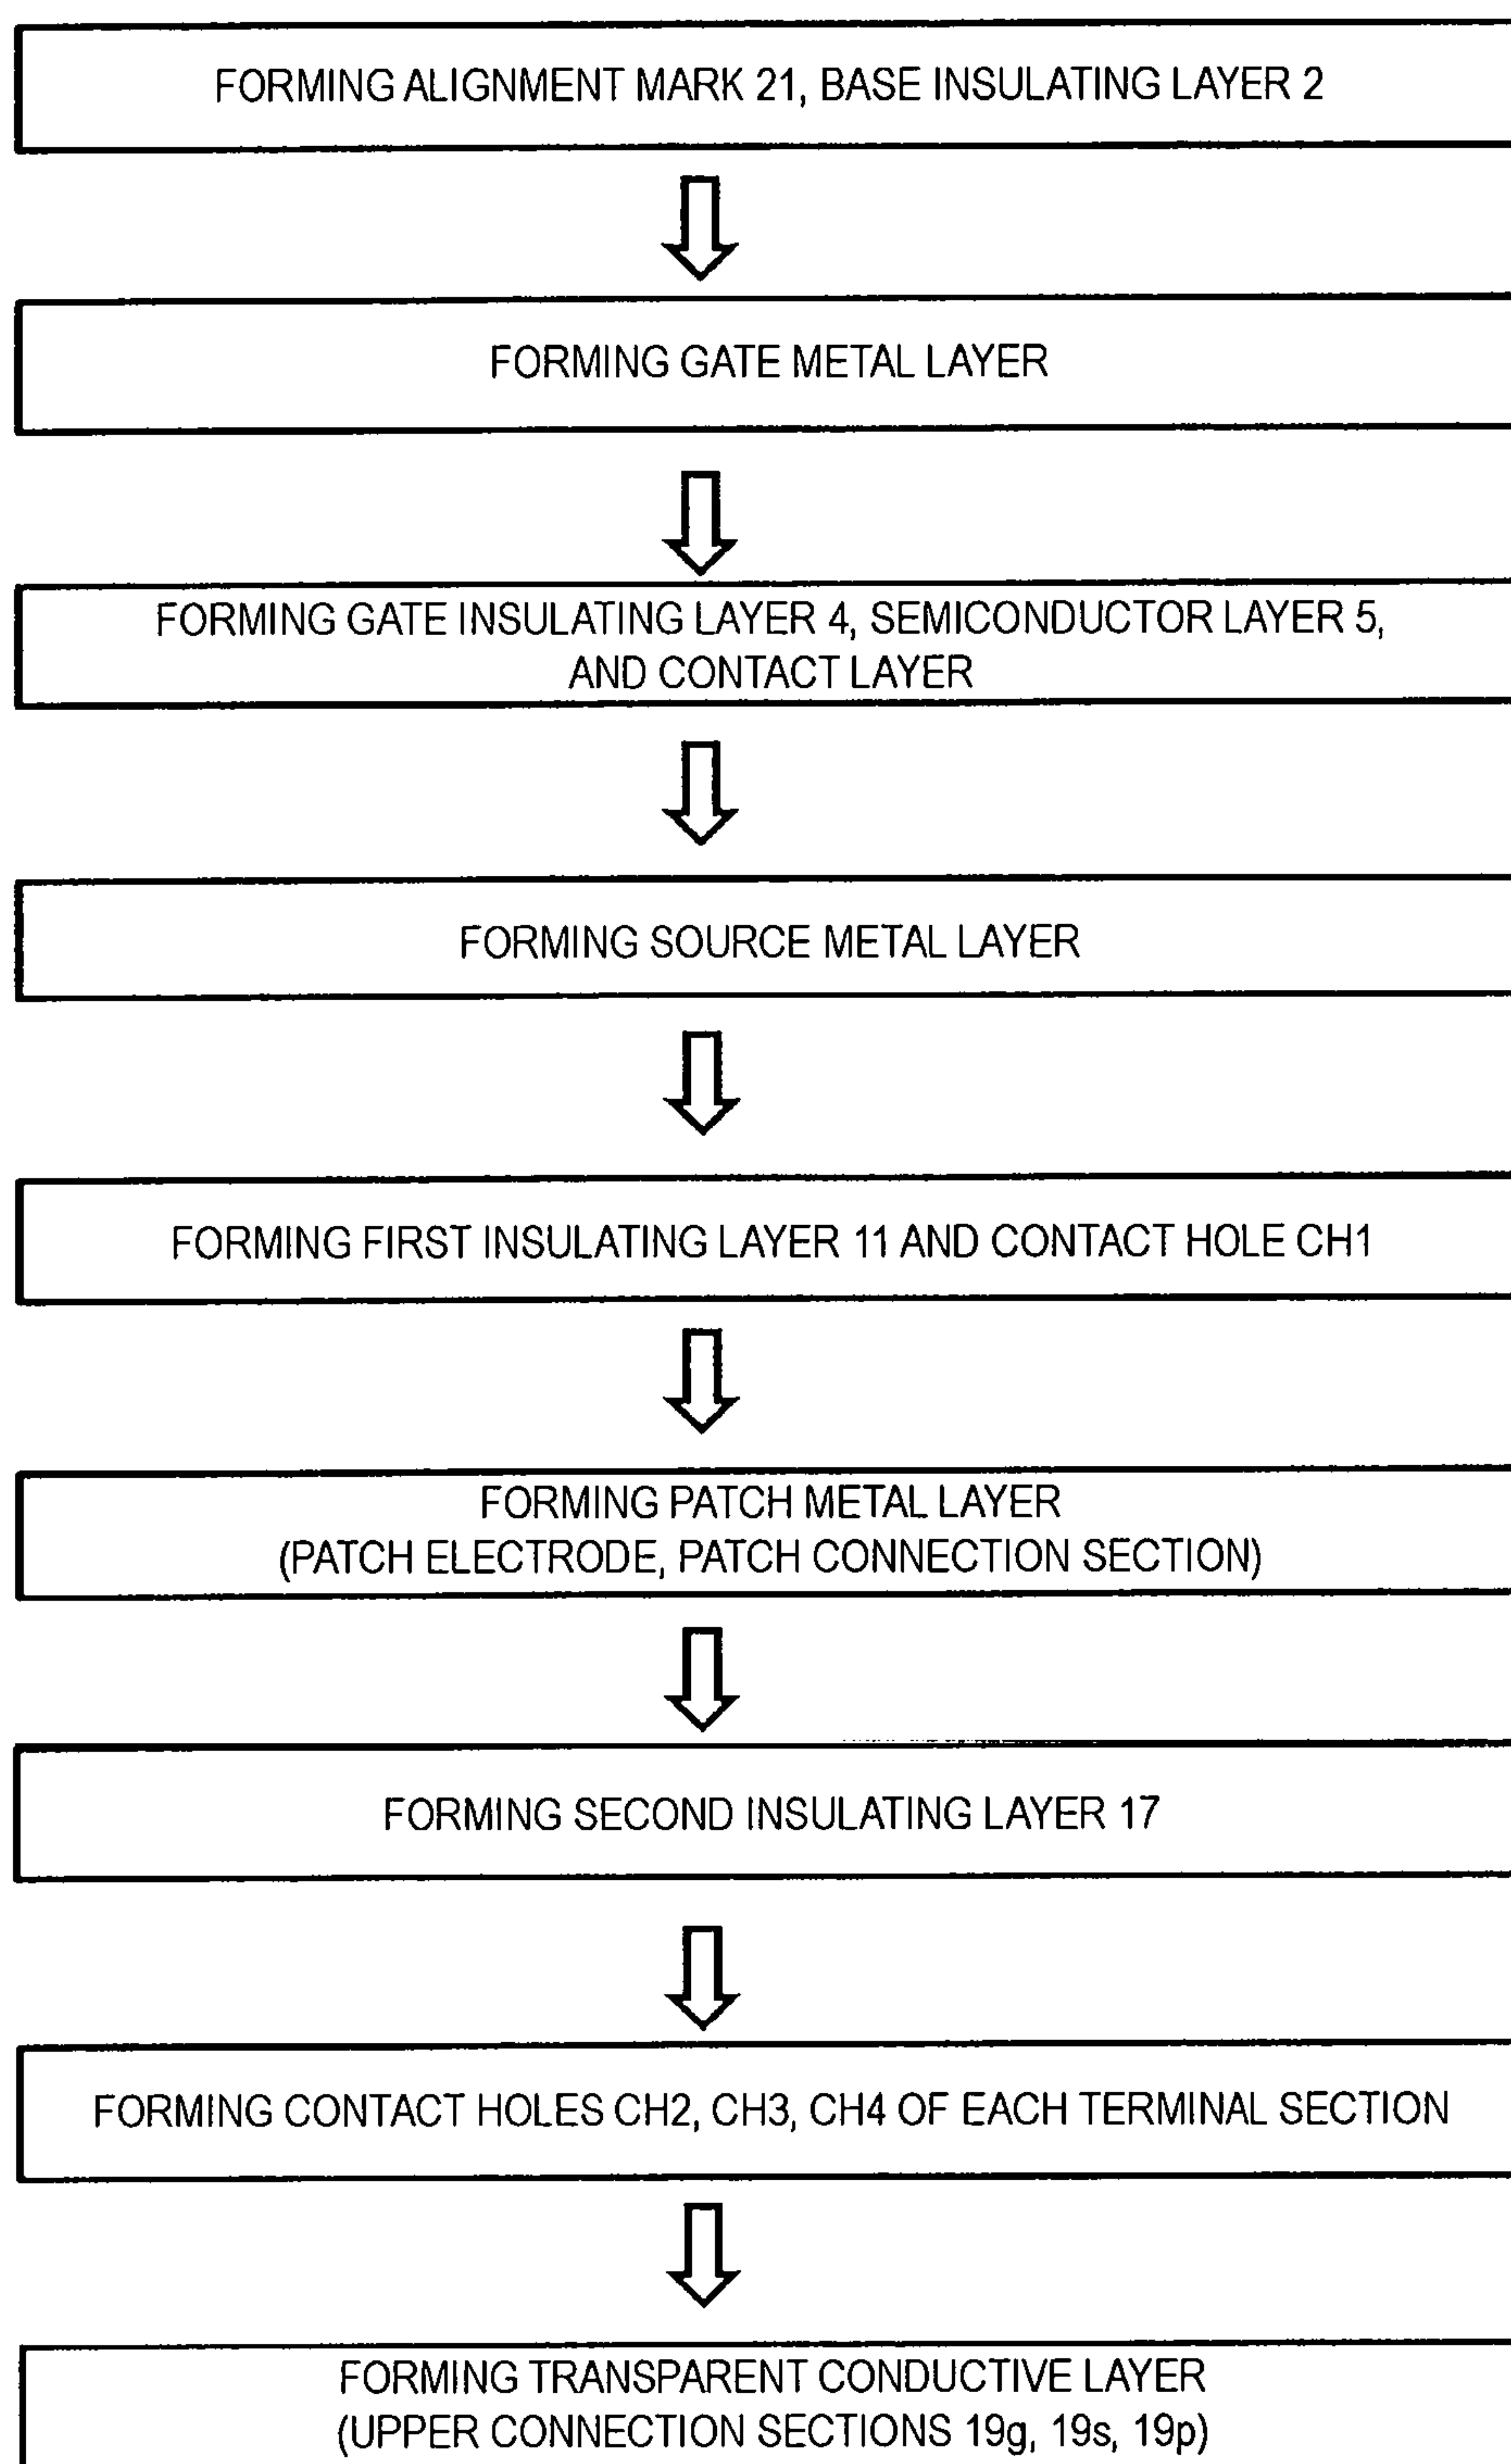 FORMING ALIGNMENT MARK 21, BASE INSULATING LAYER 2
FORMING GATE METAL LAYER
FORMING GATE INSULATING LAYER 4, SEMICONDUCTOR LAYER 5,
AND CONTACT LAYER
FORMING SOURCE METAL LAYER
FORMING FIRST INSULATING LAYER 11 AND CONTACT HOLE CH1
FORMING PATCH METAL LAYER
(PATCH ELECTRODE, PATCH CONNECTION SECTION)
FORMING SECOND INSULATING LAYER 17
FORMING CONTACT HOLES CH2, CH3, CH4 OF EACH TERMINAL SECTION
FORMING TRANSPARENT CONDUCTIVE LAYER
(UPPER CONNECTION SECTIONS 19g, 19s, 19p)